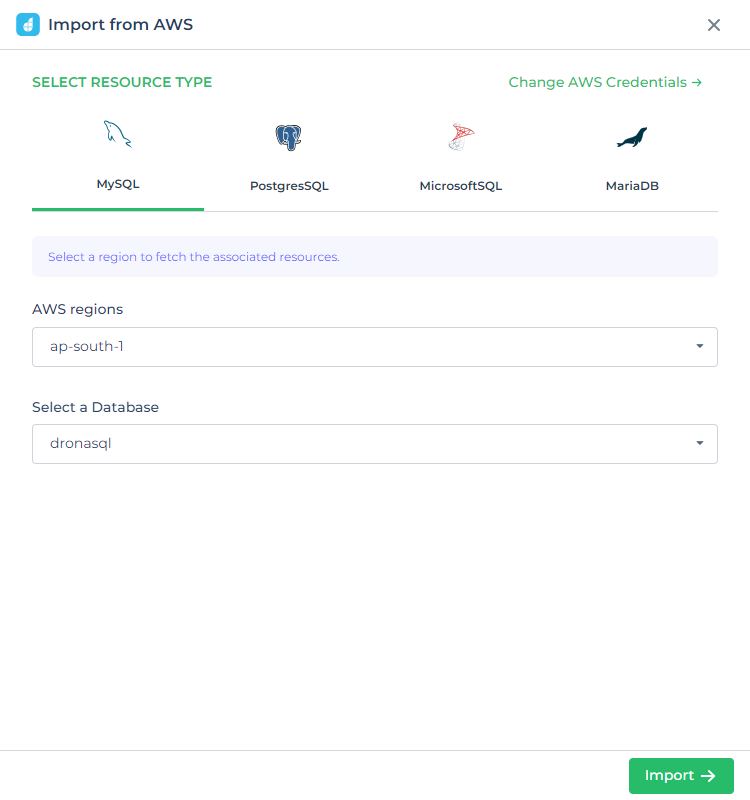 Import from AWS
SELECT RESOURCE TYPE
Change AWS Credentials →
MySQL
PostgresSQL
MicrosoftSQL
MariaDB
Select a region to fetch the associated resources.
AWS regions
ap-south-1
Select a Database
dronasql
Import →